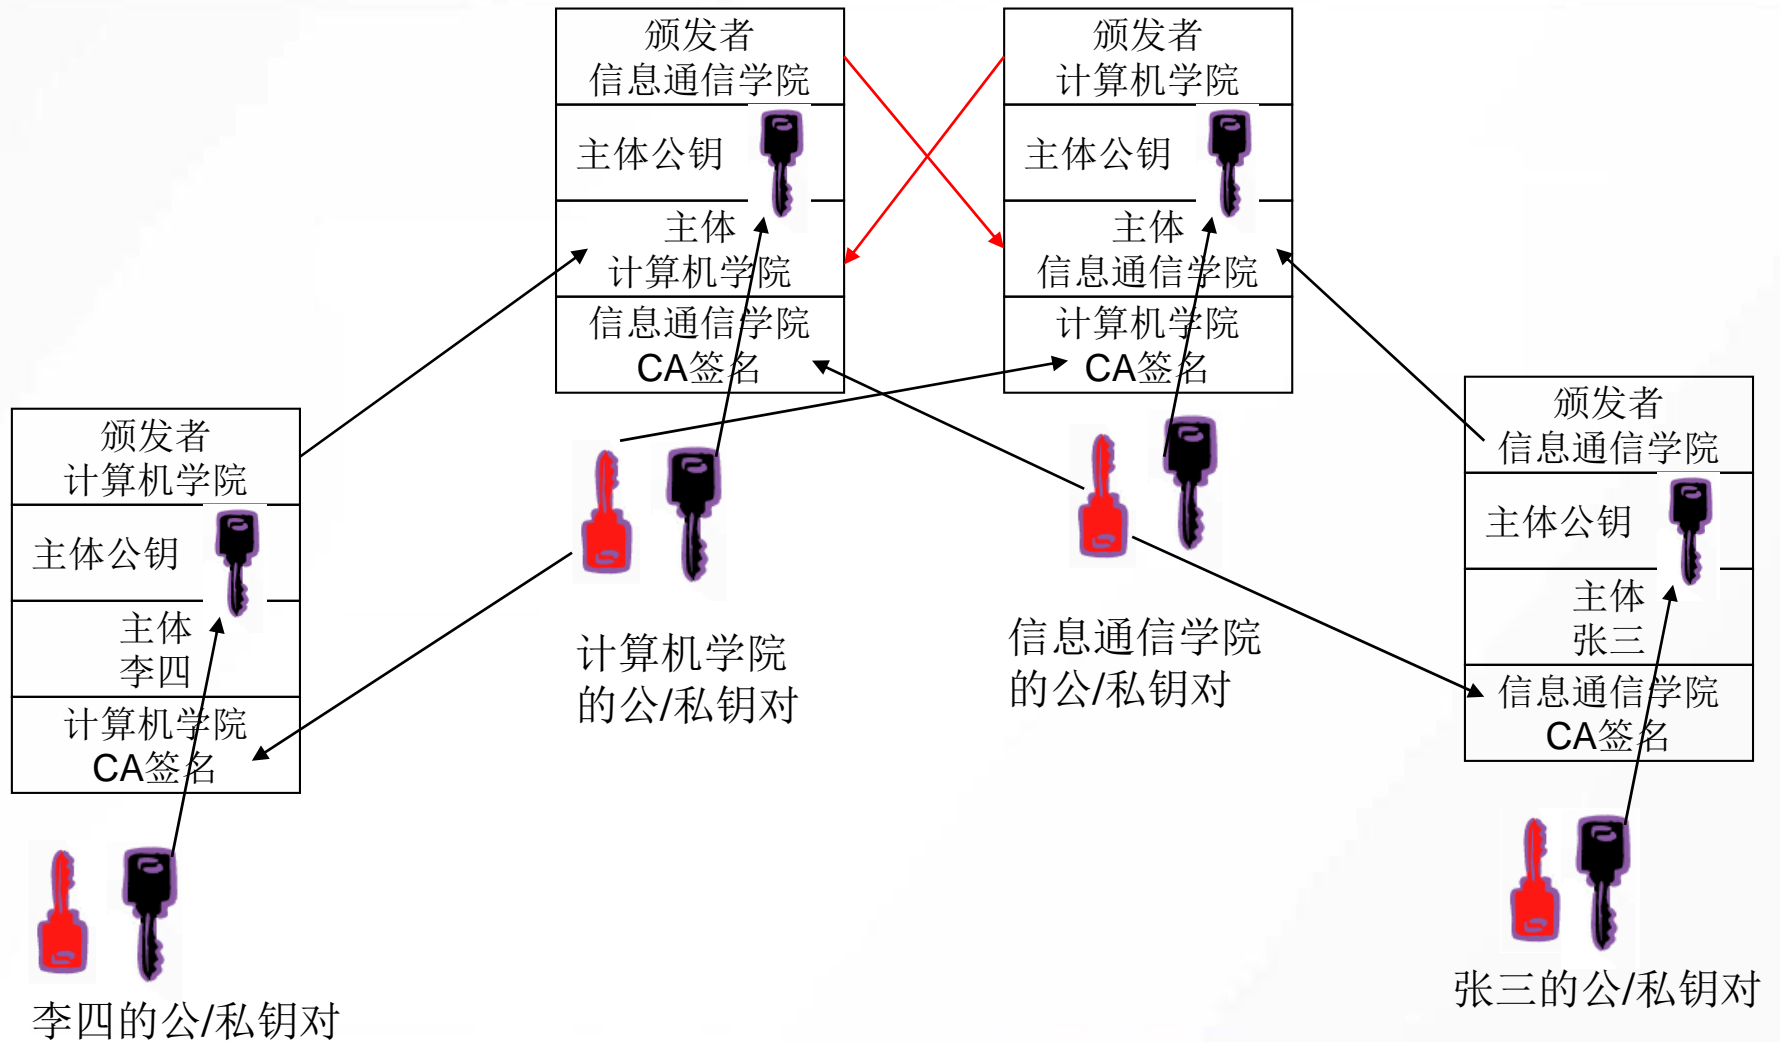 颁发者
信息通信学院
主体公钥
主体
计算机学院
信息通信学院
CA签名
颁发者
计算机学院
主体公钥
主体
信息通信学院
计算机学院
CA签名
颁发者
计算机学院
主体公钥
主体
李四
计算机学院
CA签名
颁发者
信息通信学院
主体公钥
主体
张三
信息通信学院
CA签名
计算机学院
的公/私钥对
信息通信学院
的公/私钥对
李四的公/私钥对
张三的公/私钥对